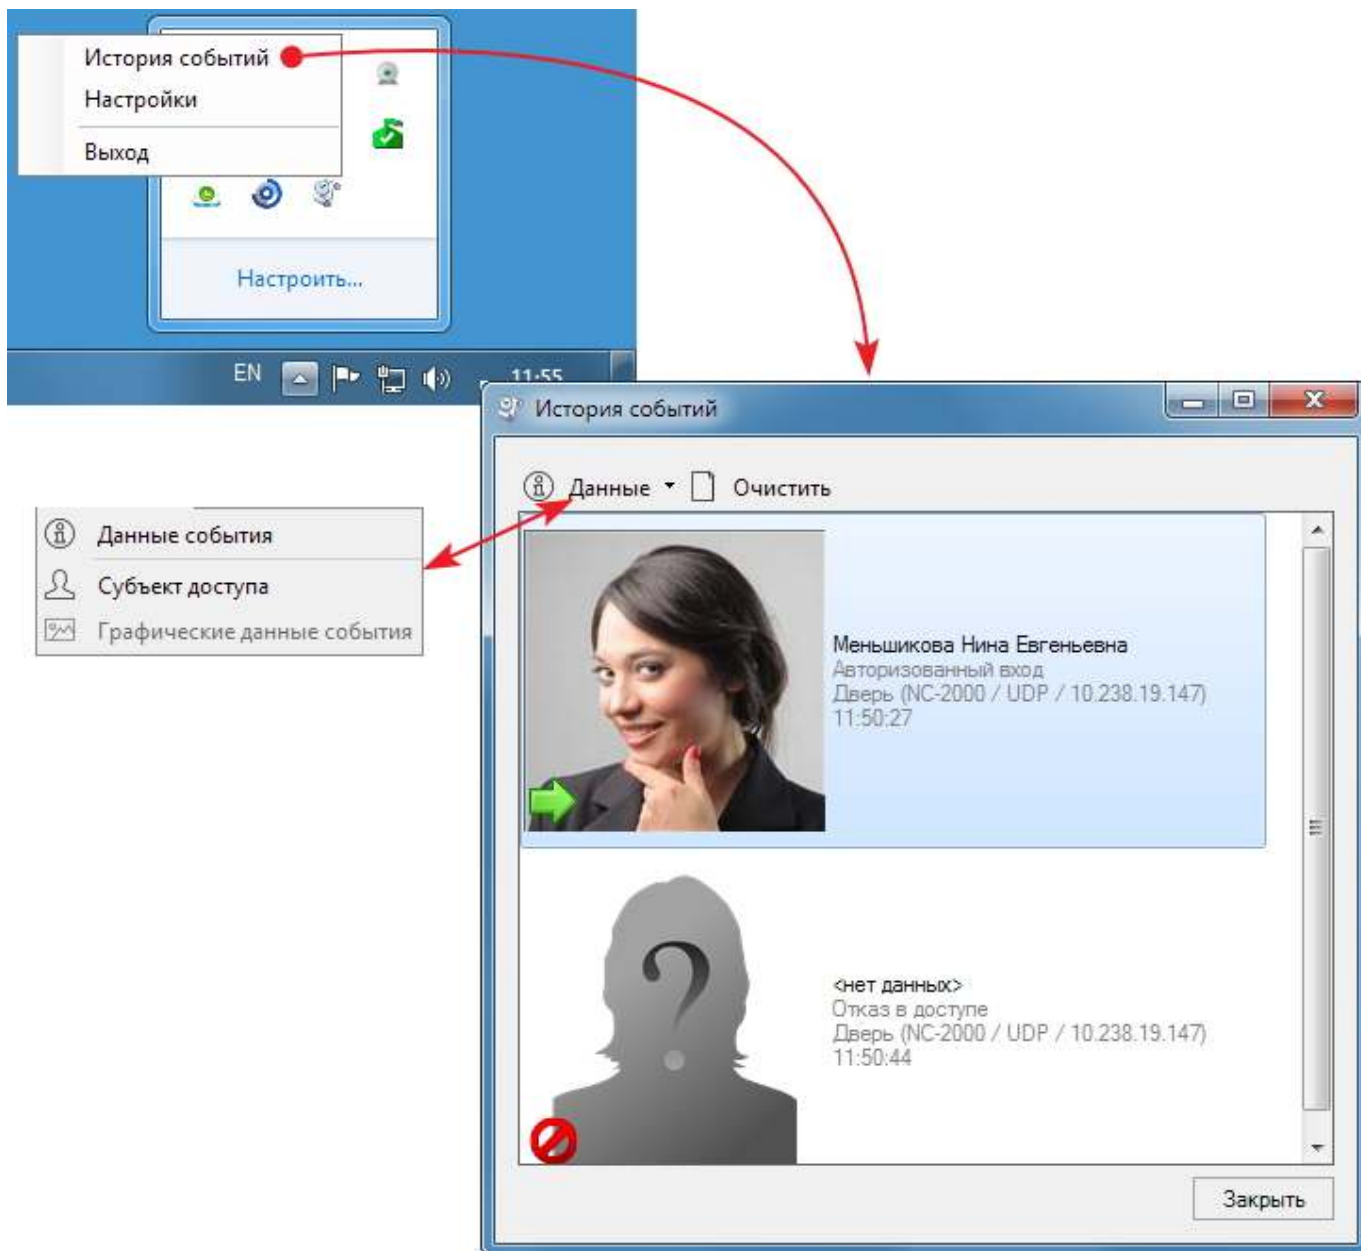 История событий
Настройки
Выход
Настроить...
EN
11:55
История событий
Данные
Очистить
Данные события
Субъект доступа
Графические данные события
Меньшикова Нина Евгеньевна
Авторизованный вход
Дверь (NC-2000 / UDP / 10.238.19.147)
11:50:27
?
<нет данных>
Отказ в доступе
Дверь (NC-2000 / UDP / 10.238.19.147)
11:50:44
Закрыть